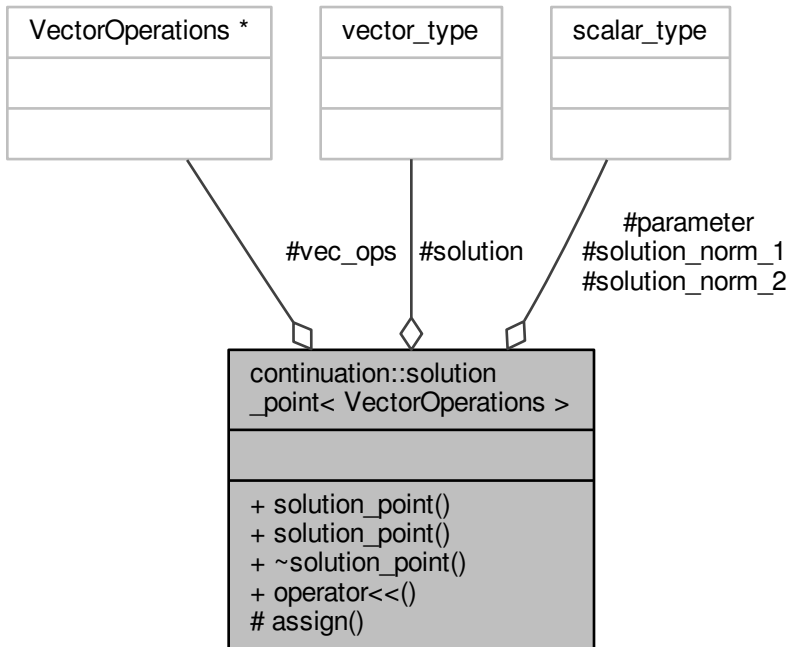 VectorOperations *
vector_type
scalar_type
#vec_ops
#solution
#parameter
#solution_norm_1
#solution_norm_2
continuation::solution
_point< VectorOperations >
+ solution_point()
+ solution_point()
+ ~solution_point()
+ operator<<()
# assign()